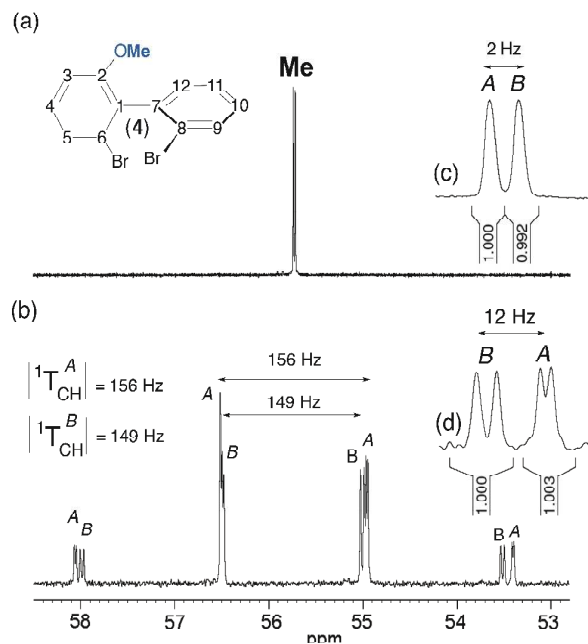 (a)
OMe
3
2
4
1
5
6
(4)
7
12
11
10
8
9
Br
Br
Me
2 Hz
A B
(c)
1.000
0.992
(b)
|¹T_CH^A| = 156 Hz
|¹T_CH^B| = 149 Hz
156 Hz
149 Hz
A
B
B
A
12 Hz
B A
(d)
1.000
1.003
A
B
B
A
58 57 56 55 54 53
ppm